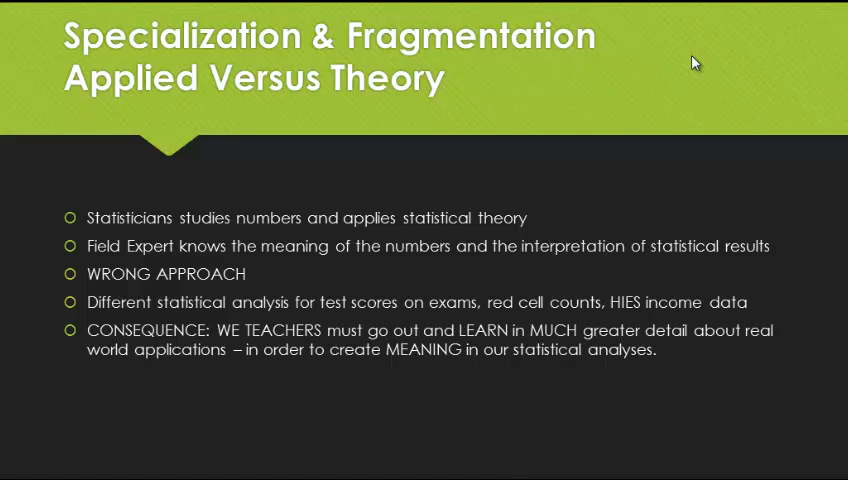 Specialization & Fragmentation
Applied Versus Theory
Statisticians studies numbers and applies statistical theory
Field Expert knows the meaning of the numbers and the interpretation of statistical results
WRONG APPROACH
Different statistical analysis for test scores on exams, red cell counts, HIES income data
CONSEQUENCE: WE TEACHERS must go out and LEARN in MUCH greater detail about real
world applications – in order to create MEANING in our statistical analyses.